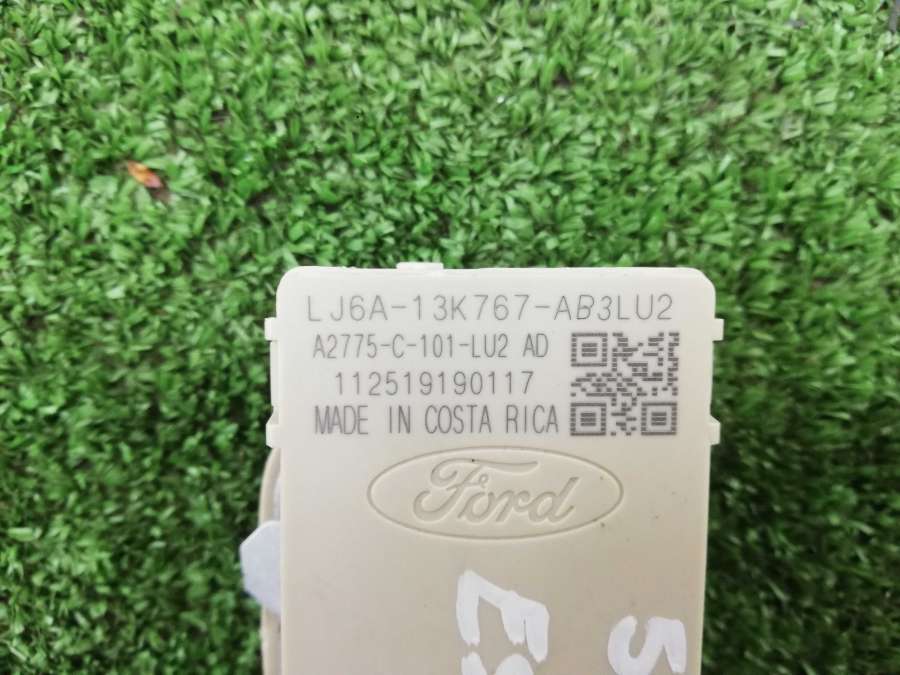 LJ6A-13K767-AB3LU2
A2775-C-101-LU2 AD
112519190117
MADE IN COSTA RICA
Ford